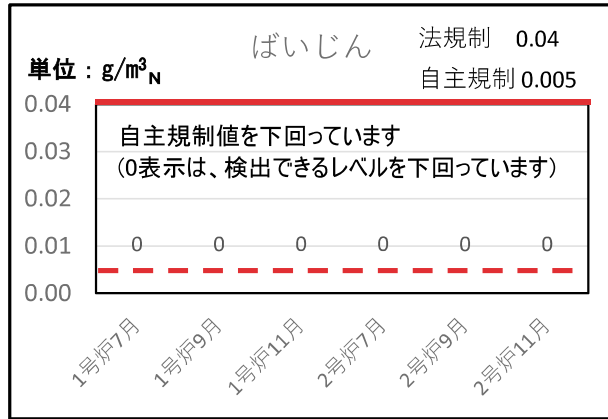 ばいじん
法規制 0.04
自主規制 0.005
単位：g/m³N
0.04
0.03
0.02
0.01
0.00
自主規制値を下回っています
（0表示は、検出できるレベルを下回っています）
0 0 0 0 0 0
1号炉7月 1号炉9月 1号炉11月 2号炉7月 2号炉9月 2号炉11月